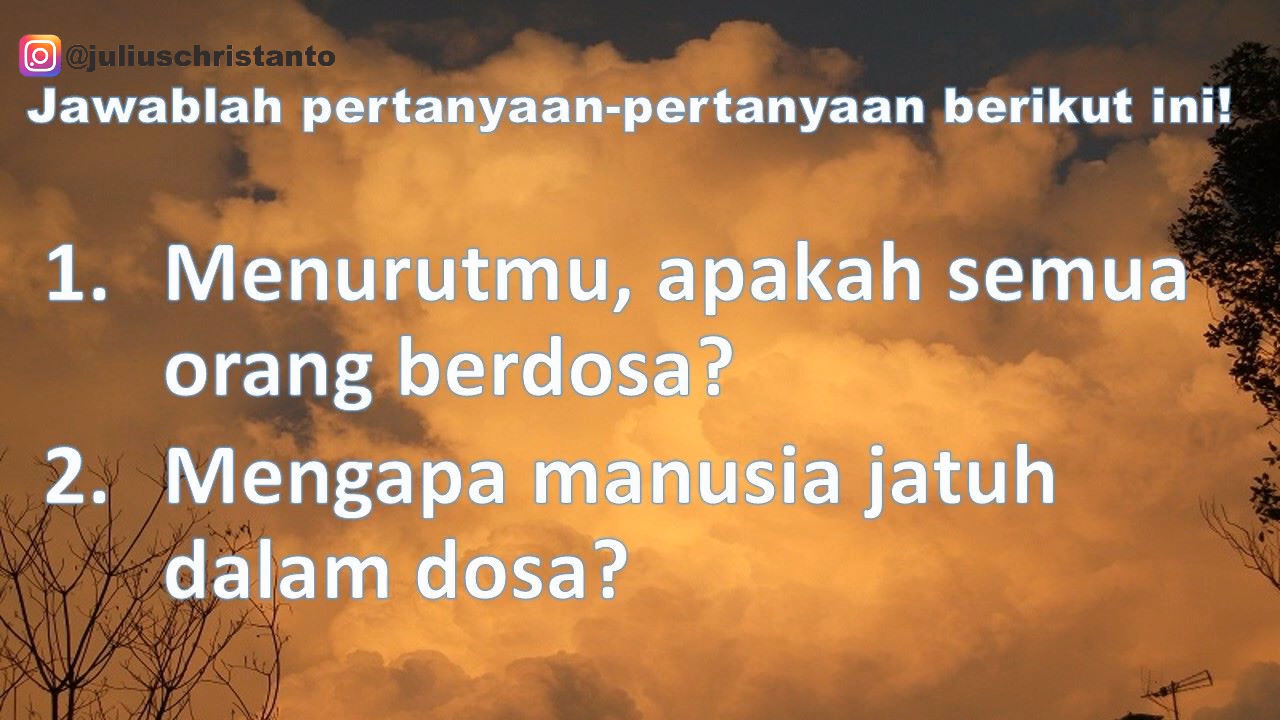 @juliuschristanto
Jawablah pertanyaan-pertanyaan berikut ini!
1. Menurutmu, apakah semua
orang berdosa?
2. Mengapa manusia jatuh
dalam dosa?